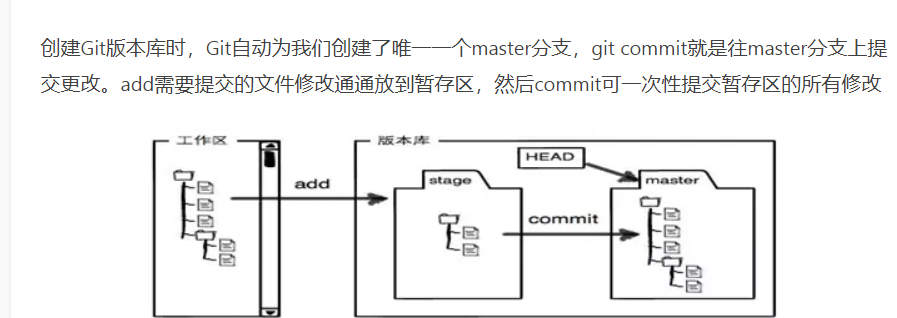 创建Git版本库时，Git自动为我们创建了唯一一个master分支，git commit就是往master分支上提
交更改。add需要提交的文件修改通通放到暂存区，然后commit可一次性提交暂存区的所有修改
工作区
版本库
HEAD
add
stage
master
commit